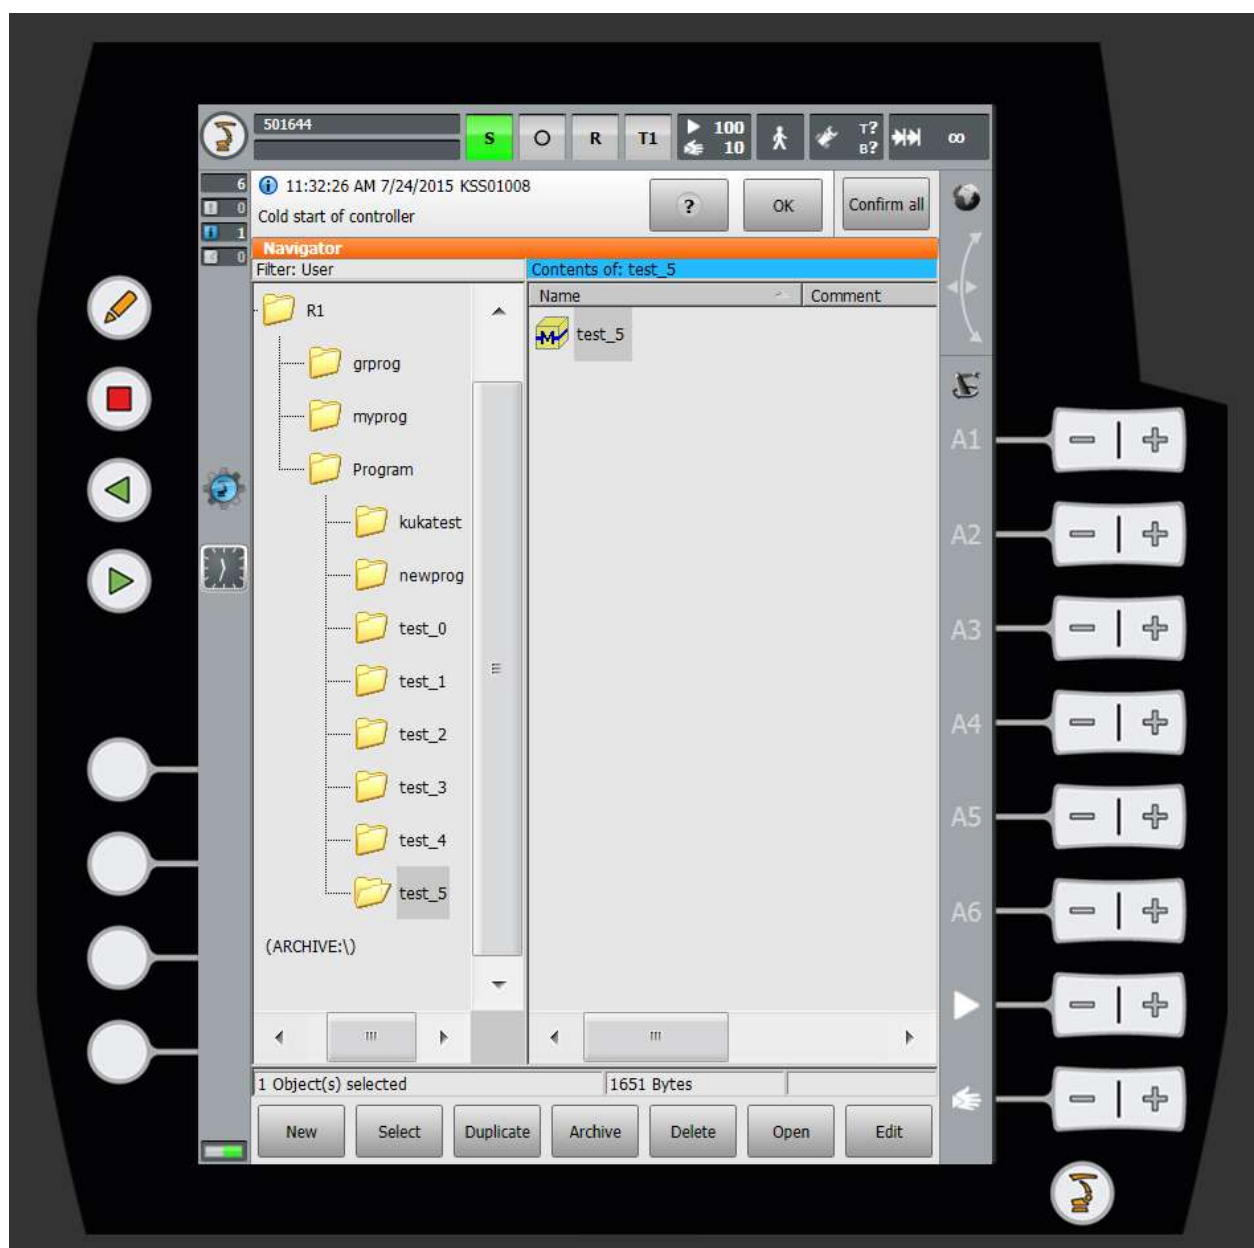 501644
S
R
T1
100
10
T?
B?
∞
6
0
1
0
11:32:26 AM 7/24/2015 KSS01008
Cold start of controller
?
OK
Confirm all
Navigator
Filter: User
Contents of: test_5
Name
Comment
R1
grprog
myprog
Program
kukatest
newprog
test_0
test_1
test_2
test_3
test_4
test_5
(ARCHIVE:\)
test_5
A1
A2
A3
A4
A5
A6
1 Object(s) selected
1651 Bytes
New
Select
Duplicate
Archive
Delete
Open
Edit